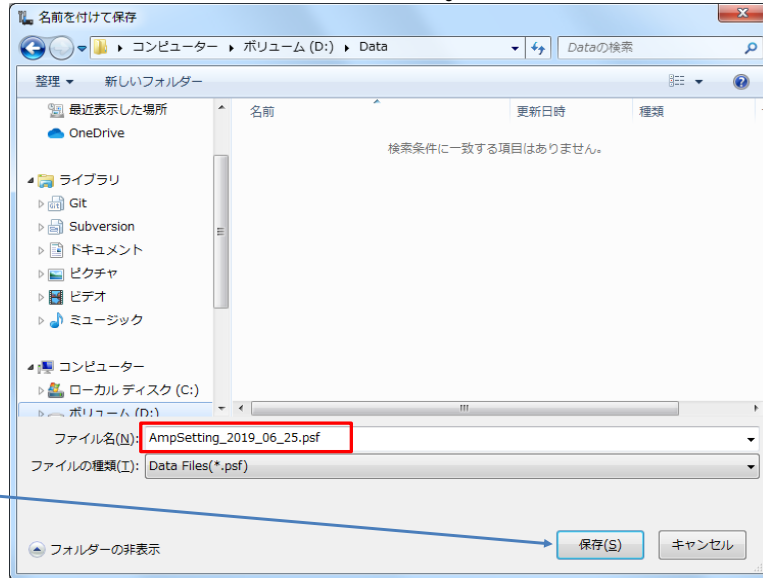 名前を付けて保存
コンピューター ▸ ボリューム (D:) ▸ Data
Dataの検索
整理 ▼ 新しいフォルダー
名前 更新日時 種類
検索条件に一致する項目はありません。
最近表示した場所
OneDrive
ライブラリ
Git
Subversion
ドキュメント
ピクチャ
ビデオ
ミュージック
コンピューター
ローカル ディスク (C:)
ボリューム (D:)
ファイル名(N): AmpSetting_2019_06_25.psf
ファイルの種類(T): Data Files(*.psf)
フォルダーの非表示
保存(S) キャンセル